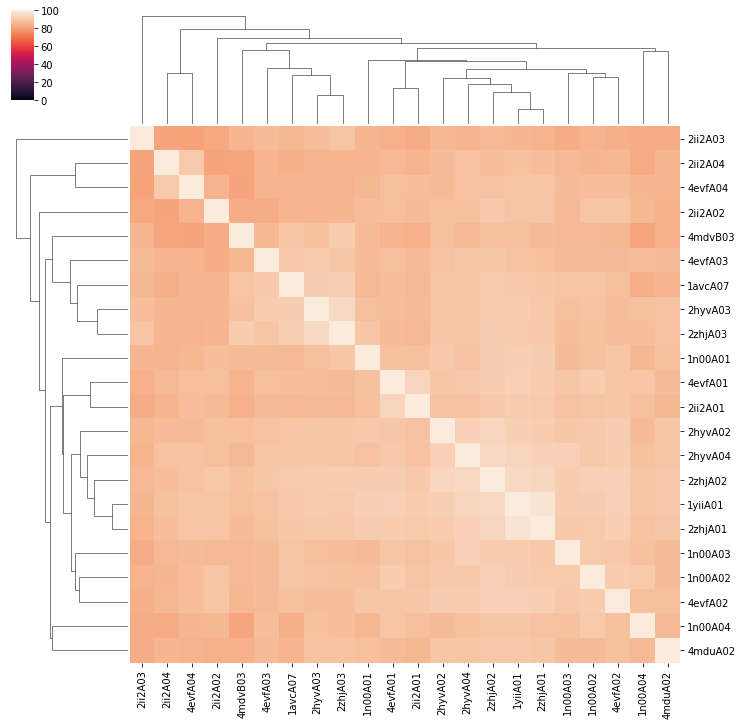 100
80
60
40
20
0
2ii2A03
2ii2A04
4evfA04
2ii2A02
4mdvB03
4evfA03
1avcA07
2hyvA03
2zhjA03
1n00A01
4evfA01
2ii2A01
2hyvA02
2hyvA04
2zhjA02
1yiiA01
2zhjA01
1n00A03
1n00A02
4evfA02
1n00A04
4mduA02
2ii2A03
2ii2A04
4evfA04
2ii2A02
4mdvB03
4evfA03
1avcA07
2hyvA03
2zhjA03
1n00A01
4evfA01
2ii2A01
2hyvA02
2hyvA04
2zhjA02
1yiiA01
2zhjA01
1n00A03
1n00A02
4evfA02
1n00A04
4mduA02